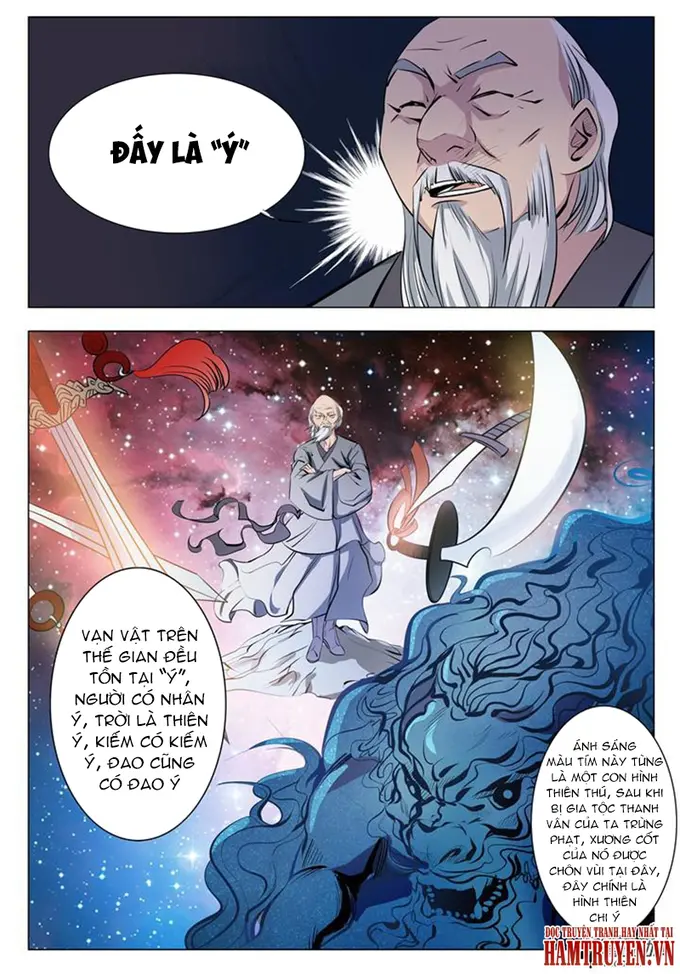 ĐẤY LÀ "Ý"
VẠN VẬT TRÊN
THẾ GIAN ĐỀU
TỒN TẠI "Ý",
NGƯỜI CÓ NHÂN
Ý, TRỜI LÀ THIÊN
Ý, KIẾM CÓ KIẾM
Ý, ĐAO CŨNG
CÓ ĐAO Ý
ÁNH SÁNG
MÀU TÍM NÀY TỪNG
LÀ MỘT CON HÌNH
THIÊN THÚ, SAU KHI
BỊ GIA TỘC THANH
VÂN CỦA TA TRỪNG
PHẠT, XƯƠNG CỐT
CỦA NÓ ĐƯỢC
CHÔN VÙI TẠI ĐÂY,
ĐÂY CHÍNH LÀ
HÌNH THIÊN
CHI Ý
ĐỌC TRUYỆN TRANH HAY NHẤT TẠI
HAMTRUYEN.VN